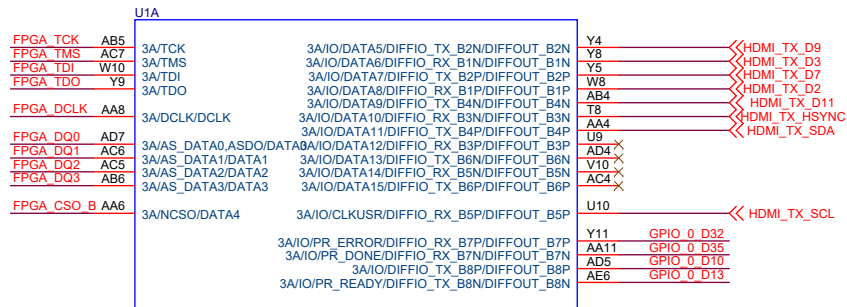 U1A
FPGA_TCK AB5 3A/TCK 3A/IO/DATA5/DIFFIO_TX_B2N/DIFFOUT_B2N Y4 HDMI_TX_D9
FPGA_TMS AC7 3A/TMS 3A/IO/DATA6/DIFFIO_RX_B1N/DIFFOUT_B1N Y8 HDMI_TX_D3
FPGA_TDI W10 3A/TDI 3A/IO/DATA7/DIFFIO_TX_B2P/DIFFOUT_B2P Y5 HDMI_TX_D7
FPGA_TDO Y9 3A/TDO 3A/IO/DATA8/DIFFIO_RX_B1P/DIFFOUT_B1P W8 HDMI_TX_D2
3A/IO/DATA9/DIFFIO_TX_B4N/DIFFOUT_B4N AB4 HDMI_TX_D11
FPGA_DCLK AA8 3A/DCLK/DCLK 3A/IO/DATA10/DIFFIO_RX_B3N/DIFFOUT_B3N T8 HDMI_TX_HSYNC
3A/IO/DATA11/DIFFIO_TX_B4P/DIFFOUT_B4P AA4 HDMI_TX_SDA
FPGA_DQ0 AD7 3A/AS_DATA0,ASDO/DATA0 3A/IO/DATA12/DIFFIO_RX_B3P/DIFFOUT_B3P U9
FPGA_DQ1 AC6 3A/AS_DATA1/DATA1 3A/IO/DATA13/DIFFIO_TX_B6N/DIFFOUT_B6N AD4
FPGA_DQ2 AC5 3A/AS_DATA2/DATA2 3A/IO/DATA14/DIFFIO_RX_B5N/DIFFOUT_B5N V10
FPGA_DQ3 AB6 3A/AS_DATA3/DATA3 3A/IO/DATA15/DIFFIO_TX_B6P/DIFFOUT_B6P AC4
FPGA_CSO_B AA6 3A/NCSO/DATA4 3A/IO/CLKUSR/DIFFIO_RX_B5P/DIFFOUT_B5P U10 HDMI_TX_SCL
3A/IO/PR_ERROR/DIFFIO_RX_B7P/DIFFOUT_B7P Y11 GPIO_0_D32
3A/IO/PR_DONE/DIFFIO_RX_B7N/DIFFOUT_B7N AA11 GPIO_0_D35
3A/IO/DIFFIO_TX_B8P/DIFFOUT_B8P AD5 GPIO_0_D10
3A/IO/PR_READY/DIFFIO_TX_B8N/DIFFOUT_B8N AE6 GPIO_0_D13